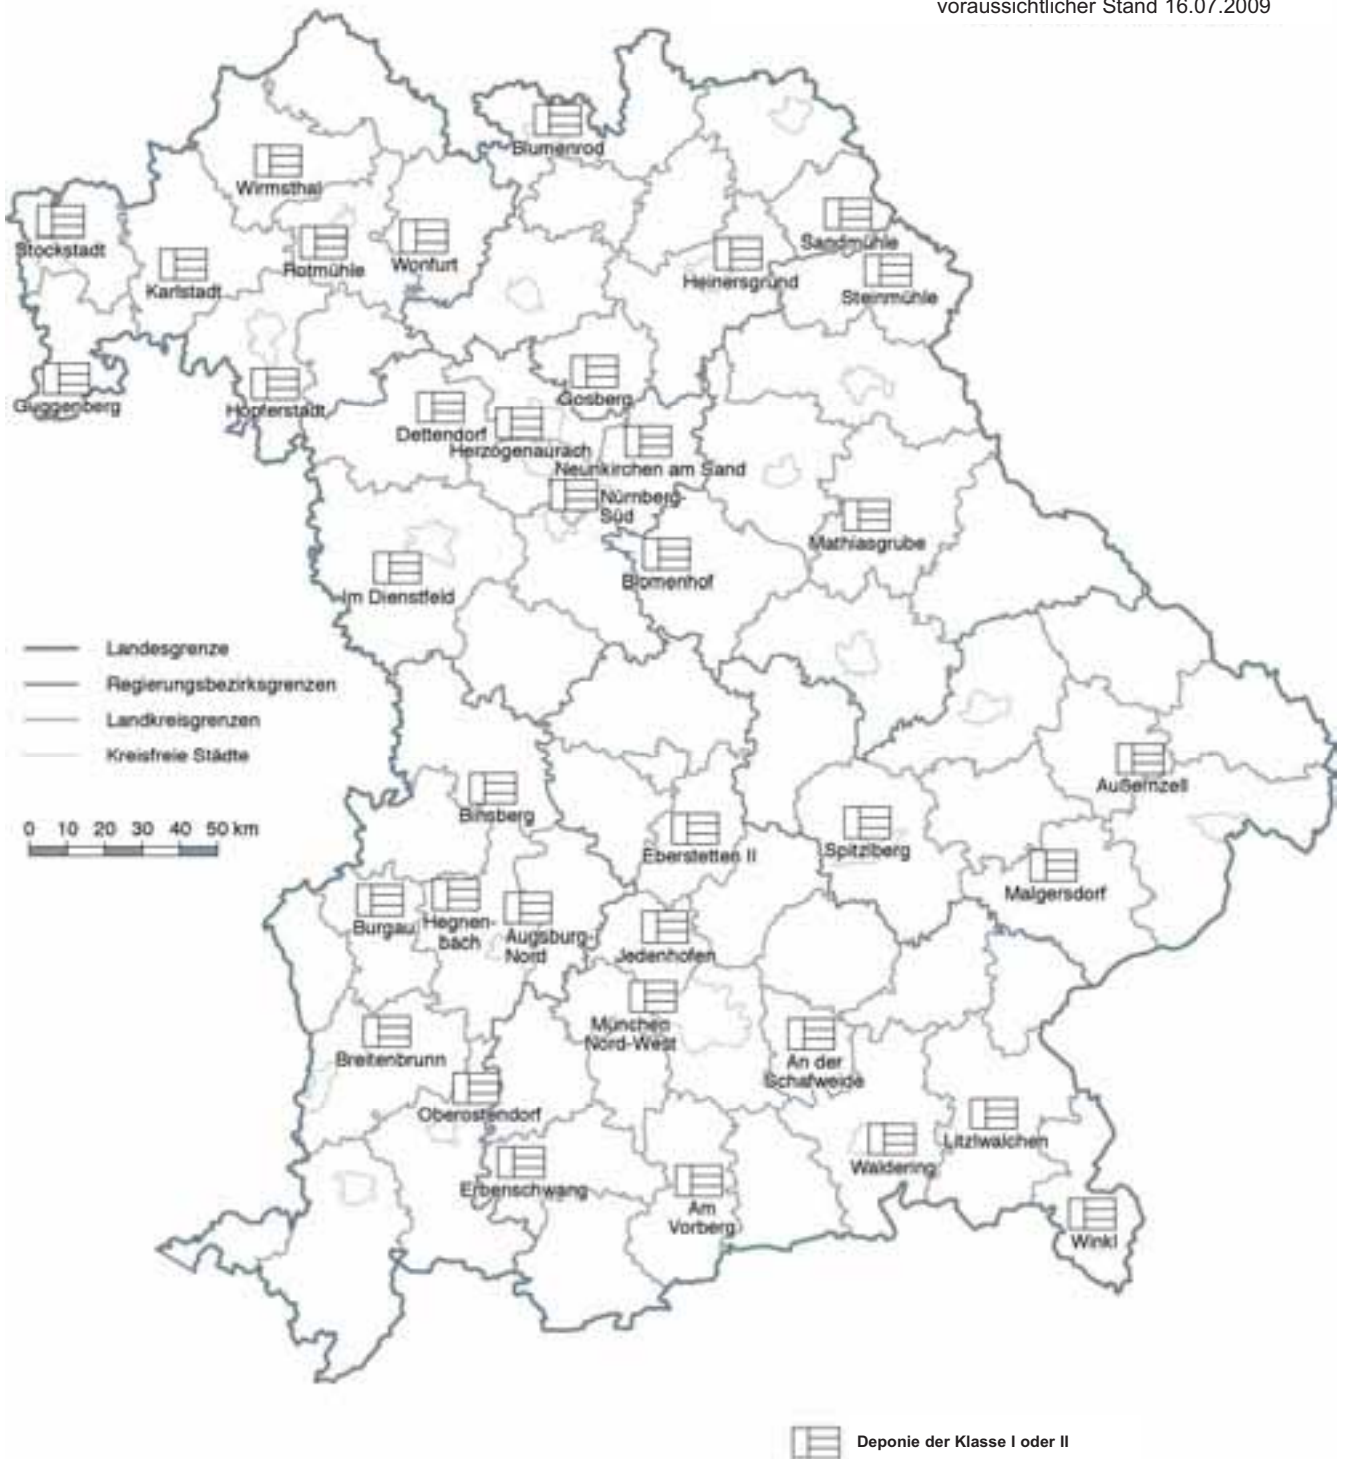 voraussichtlicher Stand 16.07.2009
Blumenrod
Wirmsthal
Stockstadt
Sandmühle
Rotmühle
Wonfurt
Heinersgrund
Karlstadt
Steinmühle
Guggenberg
Hopferstadt
Gosberg
Dettendorf
Herzogenaurach
Neunkirchen am Sand
Nürnberg-
Süd
Mathiasgrube
Blomenhof
Im Dienstfeld
Landesgrenze
Regierungsbezirksgrenzen
Landkreisgrenzen
Kreisfreie Städte
0 10 20 30 40 50 km
Binsberg
Außernzell
Eberstetten II
Spitzlberg
Malgersdorf
Burgau
Hegnen-
bach
Augsburg-
Nord
Jedenhofen
München
Nord-West
Breitenbrunn
An der
Schafweide
Oberostendorf
Litzlwalchen
Waldering
Erbenschwang
Am
Vorberg
Winkl
Deponie der Klasse I oder II